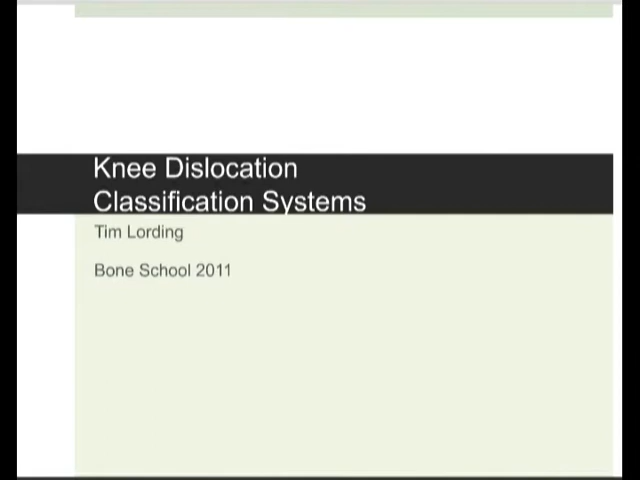 Knee Dislocation
Classification Systems
Tim Lording
Bone School 2011